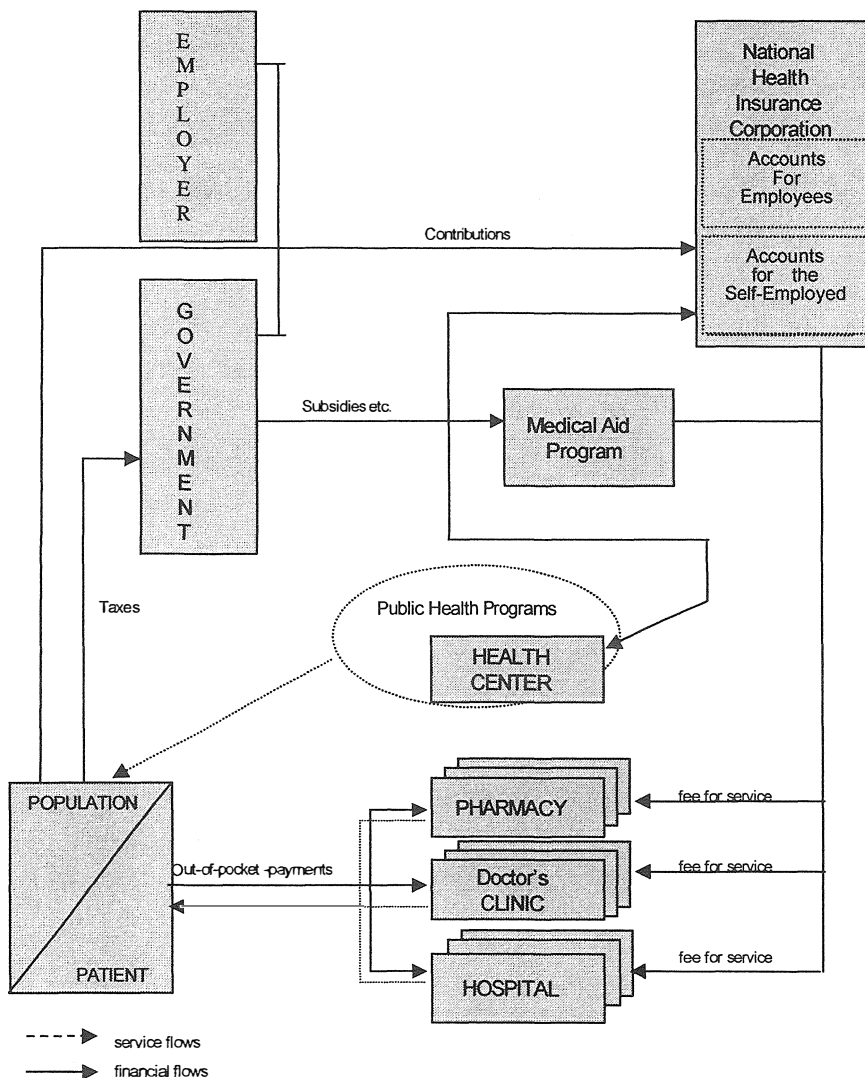 EMPLOYER
National
Health
Insurance
Corporation
Accounts
For
Employees
Contributions
Accounts
for the
Self-Employed
GOVERNMENT
Subsidies etc.
Medical Aid
Program
Taxes
Public Health Programs
HEALTH
CENTER
POPULATION
PHARMACY
fee for service
Out-of-pocket -payments
Doctor's
CLINIC
fee for service
PATIENT
HOSPITAL
fee for service
service flows
financial flows